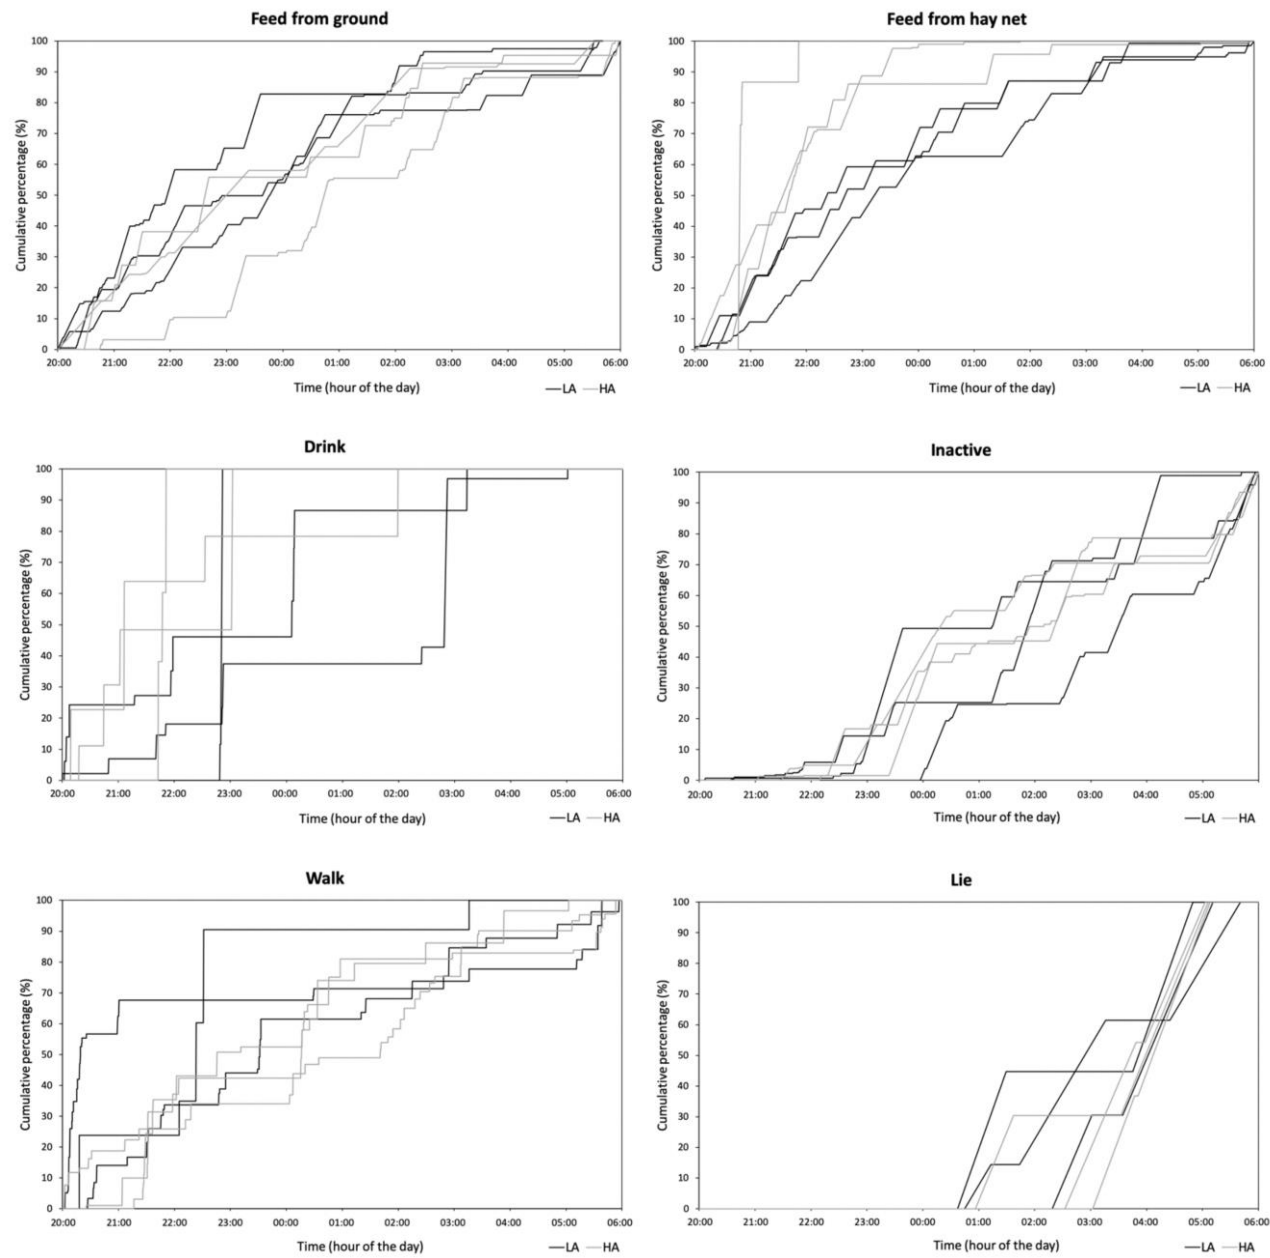 Feed from ground
Cumulative percentage (%)
100
90
80
70
60
50
40
30
20
10
0
20:00 21:00 22:00 23:00 00:00 01:00 02:00 03:00 04:00 05:00 06:00
Time (hour of the day)
LA HA
Feed from hay net
Cumulative percentage (%)
100
90
80
70
60
50
40
30
20
10
0
20:00 21:00 22:00 23:00 00:00 01:00 02:00 03:00 04:00 05:00 06:00
Time (hour of the day)
LA HA
Drink
Cumulative percentage (%)
100
90
80
70
60
50
40
30
20
10
0
20:00 21:00 22:00 23:00 00:00 01:00 02:00 03:00 04:00 05:00 06:00
Time (hour of the day)
LA HA
Inactive
Cumulative percentage (%)
100
90
80
70
60
50
40
30
20
10
0
20:00 21:00 22:00 23:00 00:00 01:00 02:00 03:00 04:00 05:00
Time (hour of the day)
LA HA
Walk
Cumulative percentage (%)
100
90
80
70
60
50
40
30
20
10
0
20:00 21:00 22:00 23:00 00:00 01:00 02:00 03:00 04:00 05:00 06:00
Time (hour of the day)
LA HA
Lie
Cumulative percentage (%)
100
90
80
70
60
50
40
30
20
10
0
20:00 21:00 22:00 23:00 00:00 01:00 02:00 03:00 04:00 05:00 06:00
Time (hour of the day)
LA HA